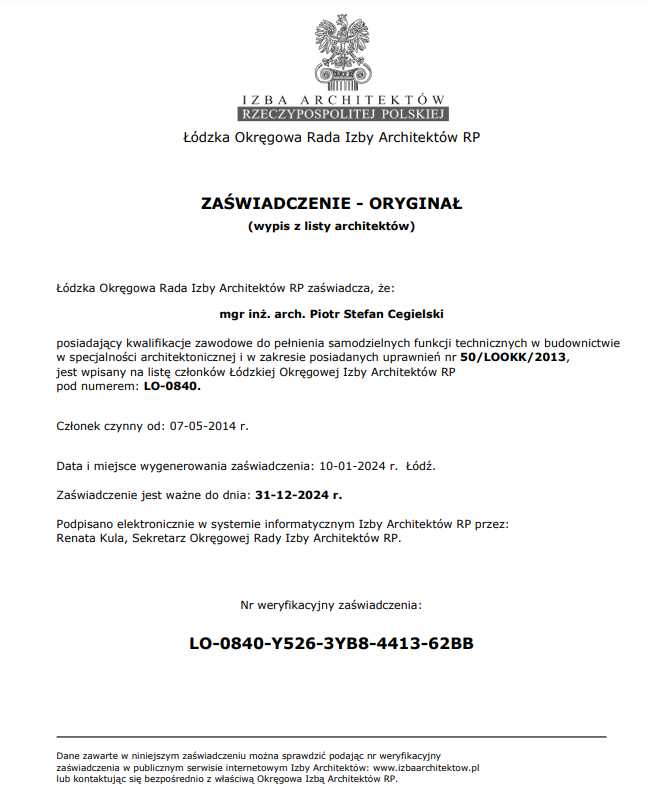 IZBA ARCHITEKTÓW
RZECZYPOSPOLITEJ POLSKIEJ
Łódzka Okręgowa Rada Izby Architektów RP
ZAŚWIADCZENIE - ORYGINAŁ
(wypis z listy architektów)
Łódzka Okręgowa Rada Izby Architektów RP zaświadcza, że:
mgr inż. arch. Piotr Stefan Cegielski
posiadający kwalifikacje zawodowe do pełnienia samodzielnych funkcji technicznych w budownictwie
w specjalności architektonicznej i w zakresie posiadanych uprawnień nr 50/LOOKK/2013,
jest wpisany na listę członków Łódzkiej Okręgowej Izby Architektów RP
pod numerem: LO-0840.
Członek czynny od: 07-05-2014 r.
Data i miejsce wygenerowania zaświadczenia: 10-01-2024 r. Łódź.
Zaświadczenie jest ważne do dnia: 31-12-2024 r.
Podpisano elektronicznie w systemie informatycznym Izby Architektów RP przez:
Renata Kula, Sekretarz Okręgowej Rady Izby Architektów RP.
Nr weryfikacyjny zaświadczenia:
LO-0840-Y526-3YB8-4413-62BB
Dane zawarte w niniejszym zaświadczeniu można sprawdzić podając nr weryfikacyjny
zaświadczenia w publicznym serwisie internetowym Izby Architektów: www.izbaarchitektow.pl
lub kontaktując się bezpośrednio z właściwą Okręgową Izbą Architektów RP.